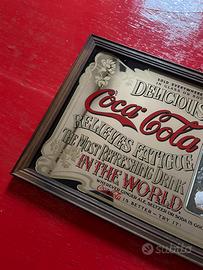 SOLD EVERYWHERE
DELICIOUS
Coca-Cola
RELIEVES FATIGUE
THE MOST REFRESHING DRINK
IN THE WORLD
IS BETTER - TRY IT!
subito